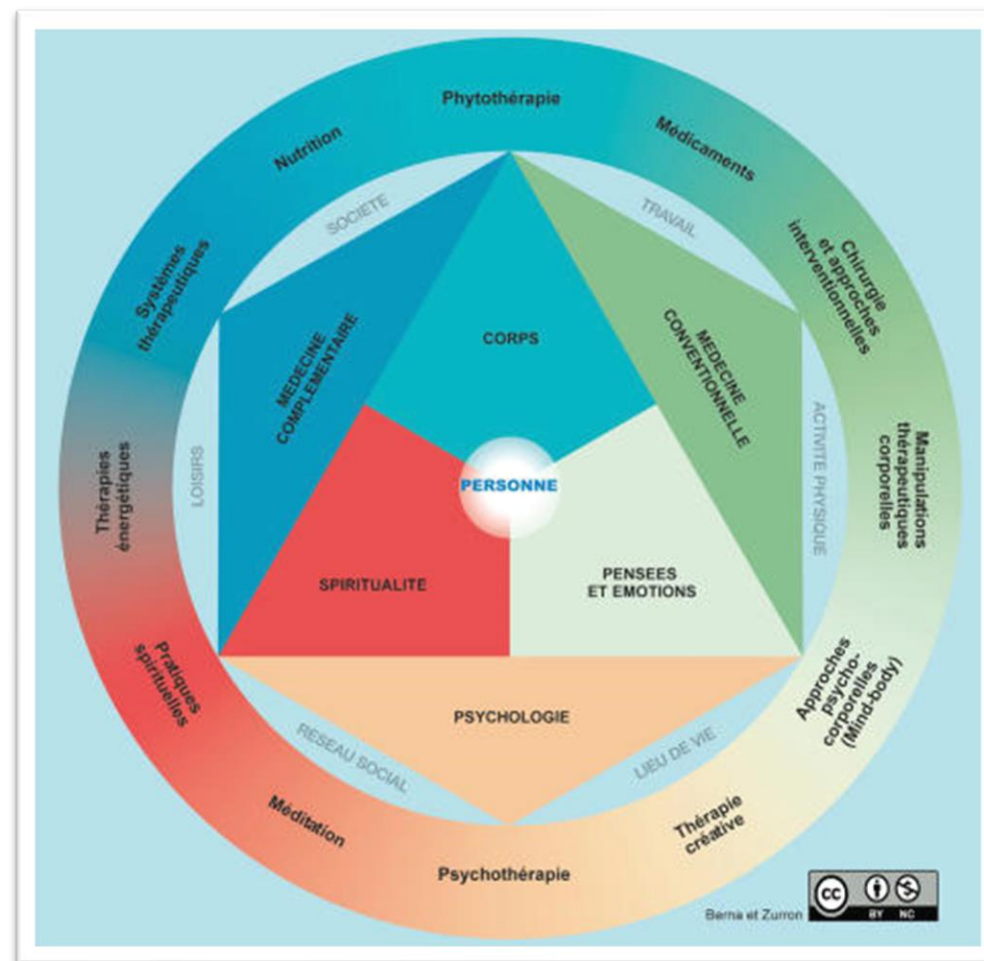 Phytothérapie
Nutrition
Médicaments
SOCIETE
TRAVAIL
Systèmes
thérapeutiques
Chirurgie
et approches
interventionnelles
MEDECINE
COMPLEMENTAIRE
CORPS
MEDECINE
CONVENTIONNELLE
Thérapies
énergétiques
LOISIRS
PERSONNE
ACTIVITE PHYSIQUE
Manipulations
thérapeutiques
corporelles
SPIRITUALITE
PENSEES
ET EMOTIONS
Pratiques
spirituelles
Approches
psycho-
corporelles
(Mind-body)
PSYCHOLOGIE
RESEAU SOCIAL
LIEU DE VIE
Méditation
Thérapie
créative
Psychothérapie
Berna et Zurron
cc
BY NC